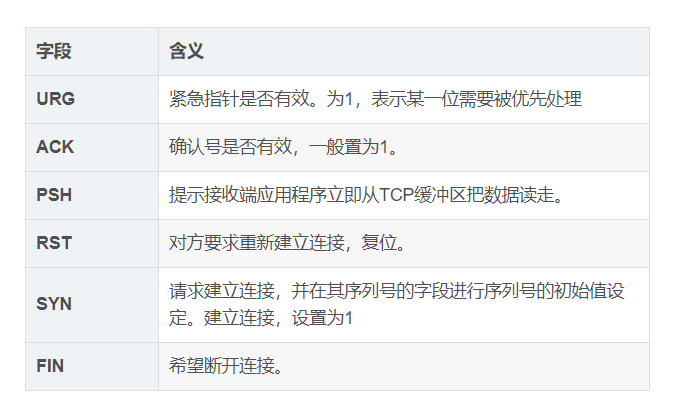 字段 含义
URG 紧急指针是否有效。为1，表示某一位需要被优先处理
ACK 确认号是否有效，一般置为1。
PSH 提示接收端应用程序立即从TCP缓冲区把数据读走。
RST 对方要求重新建立连接，复位。
SYN 请求建立连接，并在其序列号的字段进行序列号的初始值设
定。建立连接，设置为1
FIN 希望断开连接。